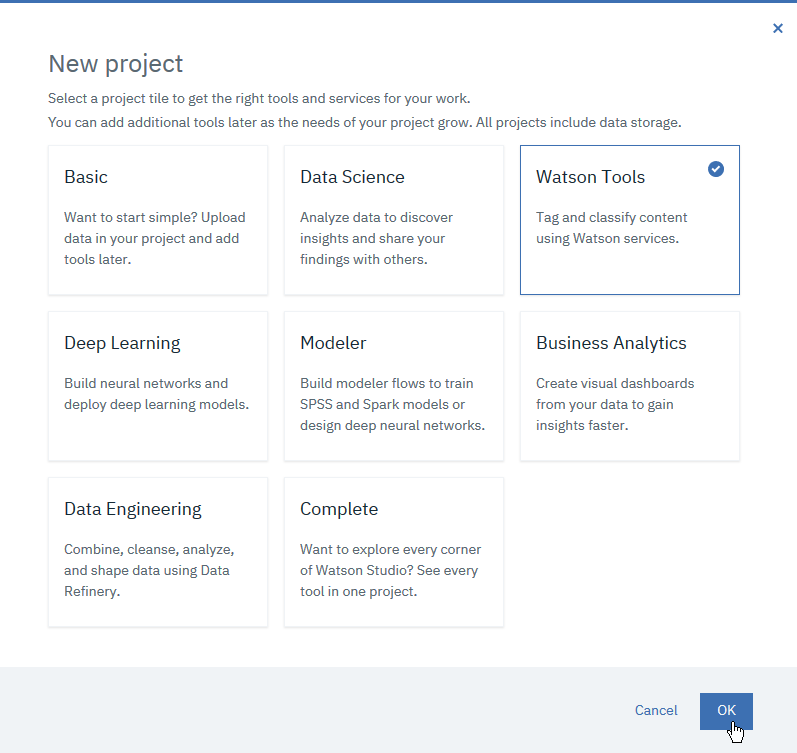 New project
Select a project tile to get the right tools and services for your work.
You can add additional tools later as the needs of your project grow. All projects include data storage.
Basic
Want to start simple? Upload
data in your project and add
tools later.
Data Science
Analyze data to discover
insights and share your
findings with others.
Watson Tools
Tag and classify content
using Watson services.
Deep Learning
Build neural networks and
deploy deep learning models.
Modeler
Build modeler flows to train
SPSS and Spark models or
design deep neural networks.
Business Analytics
Create visual dashboards
from your data to gain
insights faster.
Data Engineering
Combine, cleanse, analyze,
and shape data using Data
Refinery.
Complete
Want to explore every corner
of Watson Studio? See every
tool in one project.
Cancel
OK